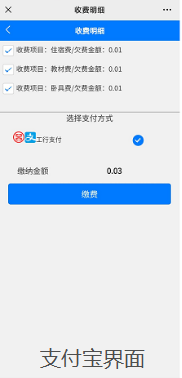 收费明细
收费明细
收费项目：住宿费/欠费金额：0.01
收费项目：教材费/欠费金额：0.01
收费项目：卧具费/欠费金额：0.01
选择支付方式
工行支付
缴纳金额 0.03
缴费
支付宝界面